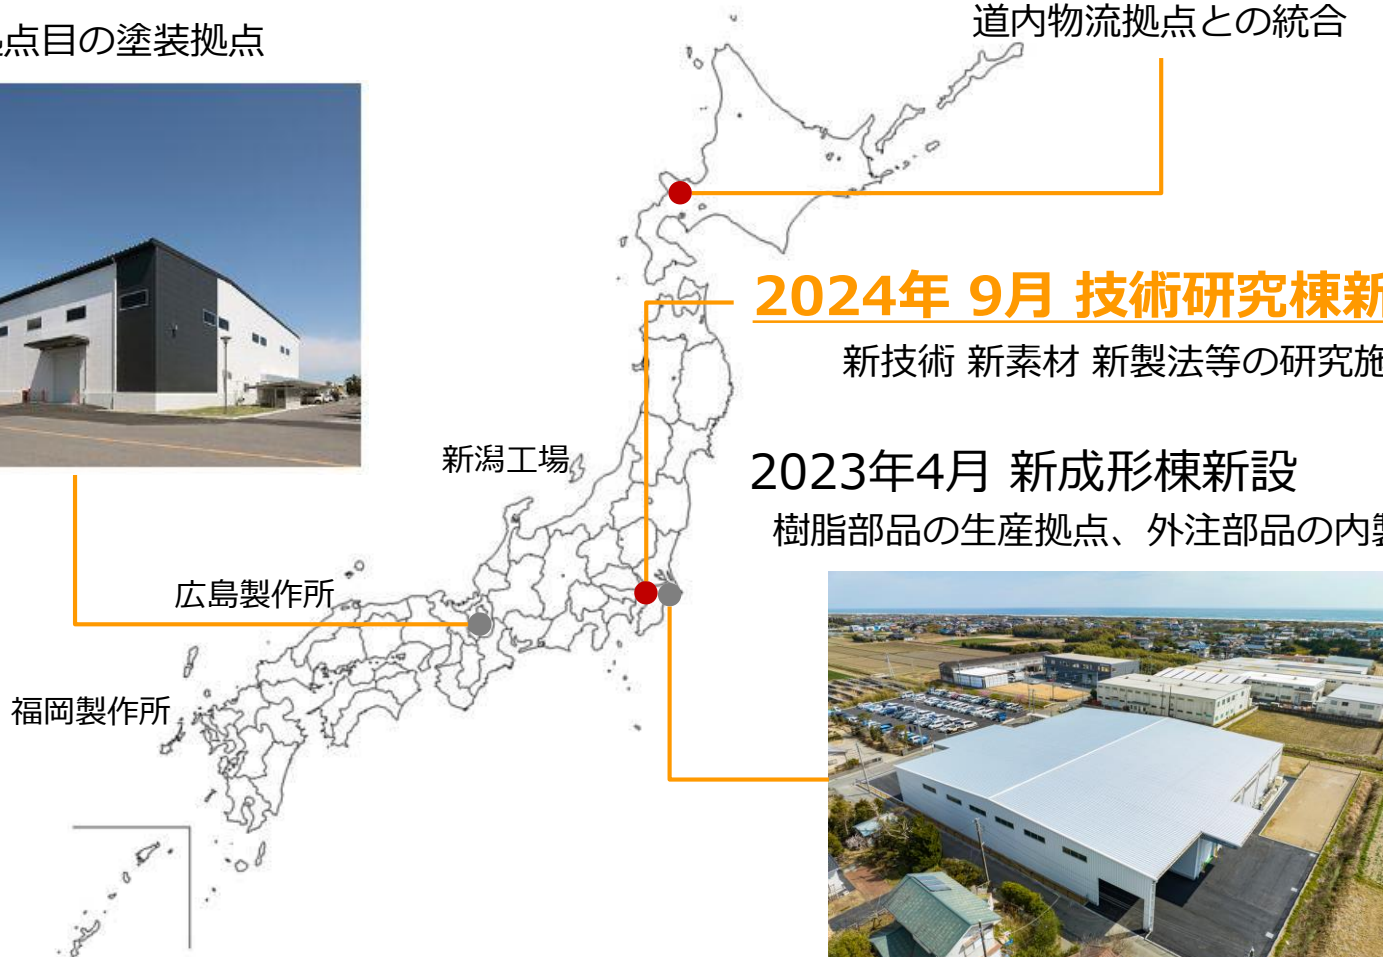 点目の塗装拠点
道内物流拠点との統合
2024年 9月 技術研究棟新
新技術 新素材 新製法等の研究施
新潟工場
2023年4月 新成形棟新設
樹脂部品の生産拠点、外注部品の内製
広島製作所
福岡製作所